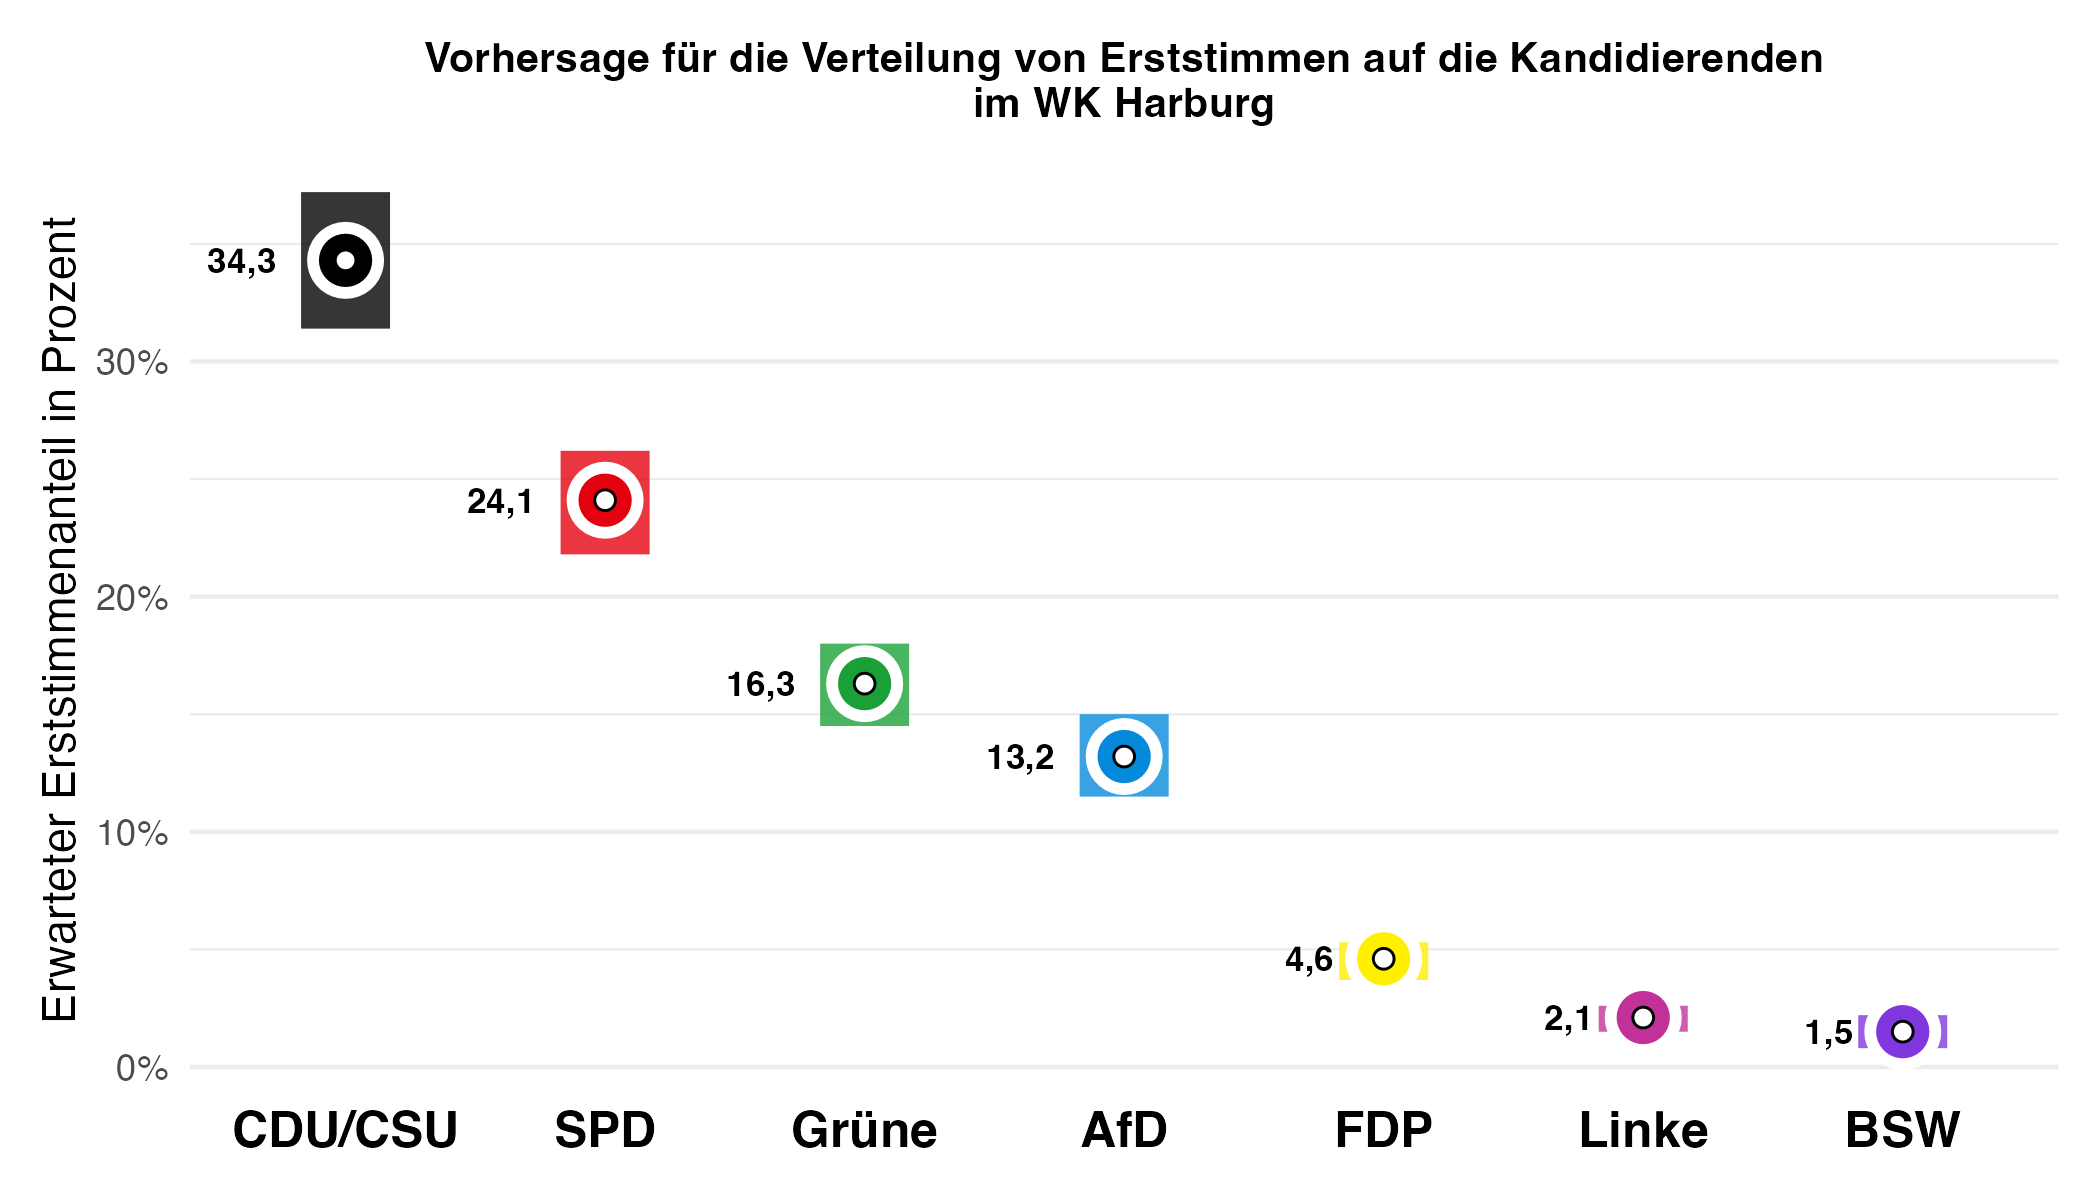 Vorhersage für die Verteilung von Erststimmen auf die Kandidierenden
im WK Harburg
Erwarteter Erststimmenanteil in Prozent
30%
20%
10%
0%
34,3
24,1
16,3
13,2
4,6
2,1
1,5
CDU/CSU
SPD
Grüne
AfD
FDP
Linke
BSW